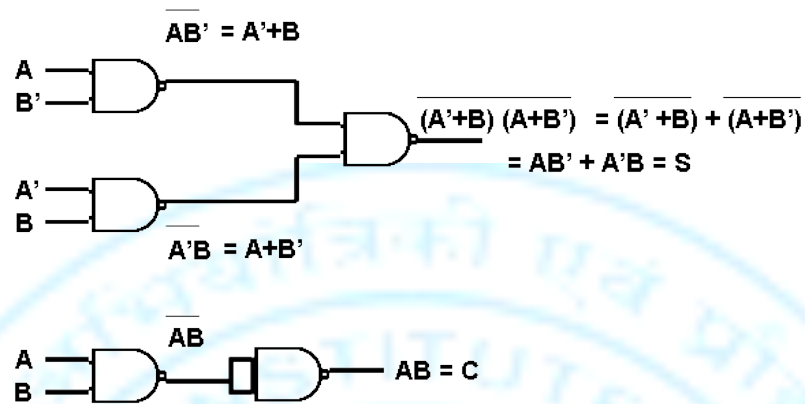 AB’ = A’+B
A
B’
(A’+B) (A+B’) = (A’ +B) + (A+B’)
= AB’ + A’B = S
A’
B
A’B = A+B’
AB
A
B
AB = C